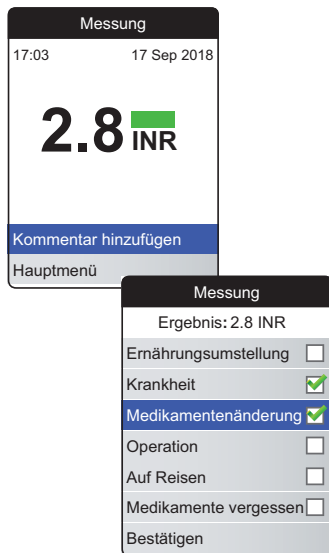 Messung
17:03 17 Sep 2018
2.8 INR
Kommentar hinzufügen
Hauptmenü
Messung
Ergebnis: 2.8 INR
Ernährungsumstellung
Krankheit
Medikamentenänderung
Operation
Auf Reisen
Medikamente vergessen
Bestätigen